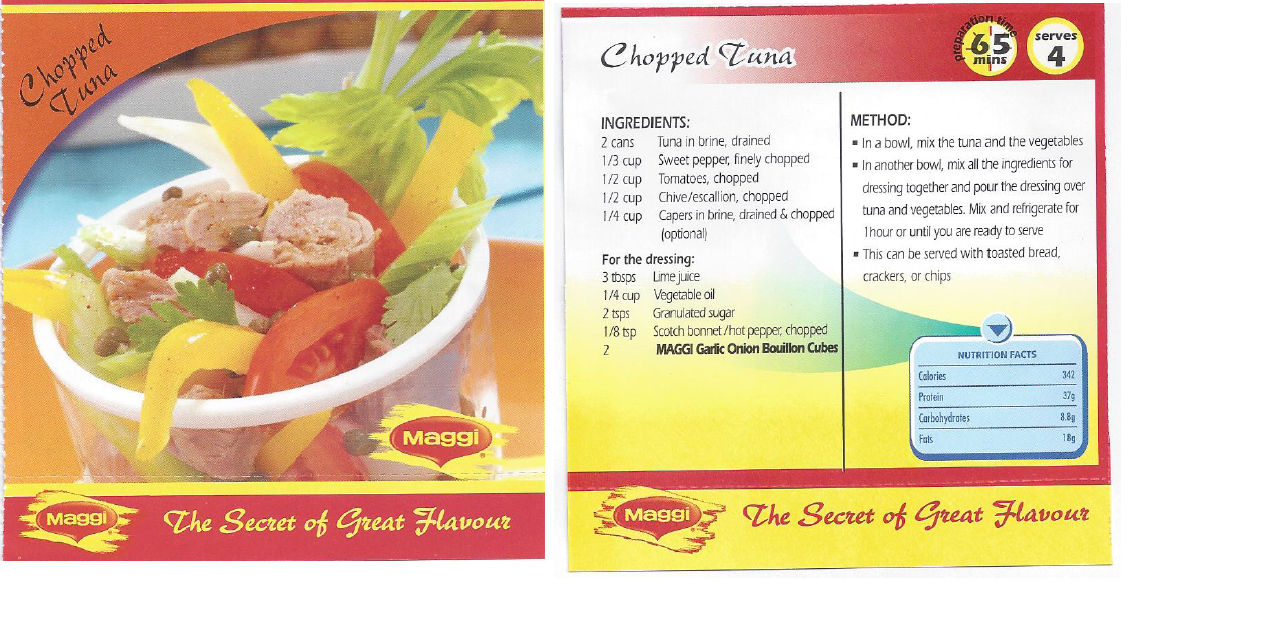 Chopped
Tuna
Maggi
Maggi
The Secret of Great Flavour
Chopped Tuna
preparation time
65
mins
serves
4
INGREDIENTS:
2 cans Tuna in brine, drained
1/3 cup Sweet pepper, finely chopped
1/2 cup Tomatoes, chopped
1/2 cup Chive/escallion, chopped
1/4 cup Capers in brine, drained & chopped
(optional)
For the dressing:
3 tbsps Lime juice
1/4 cup Vegetable oil
2 tsps Granulated sugar
1/8 tsp Scotch bonnet /hot pepper, chopped
2 MAGGI Garlic Onion Bouillon Cubes
METHOD:
▪ In a bowl, mix the tuna and the vegetables
▪ In another bowl, mix all the ingredients for
dressing together and pour the dressing over
tuna and vegetables. Mix and refrigerate for
1hour or until you are ready to serve
▪ This can be served with toasted bread,
crackers, or chips
NUTRITION FACTS
Calories 342
Protein 37g
Carbohydrates 8.8g
Fats 18g
Maggi
The Secret of Great Flavour